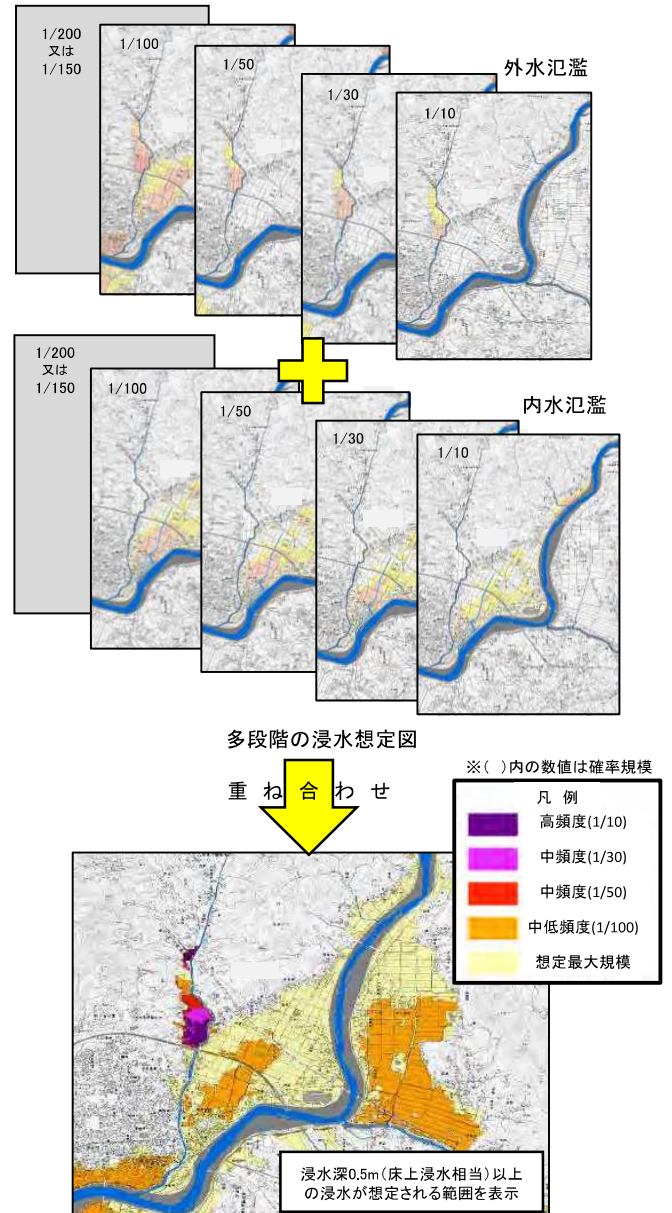 1/200
又は
1/150
1/100
1/50
1/30
1/10
外水氾濫
1/200
又は
1/150
1/100
1/50
1/30
1/10
内水氾濫
多段階の浸水想定図
重ね合わせ
※( )内の数値は確率規模
凡 例
高頻度(1/10)
中頻度(1/30)
中頻度(1/50)
中低頻度(1/100)
想定最大規模
浸水深0.5m(床上浸水相当)以上
の浸水が想定される範囲を表示